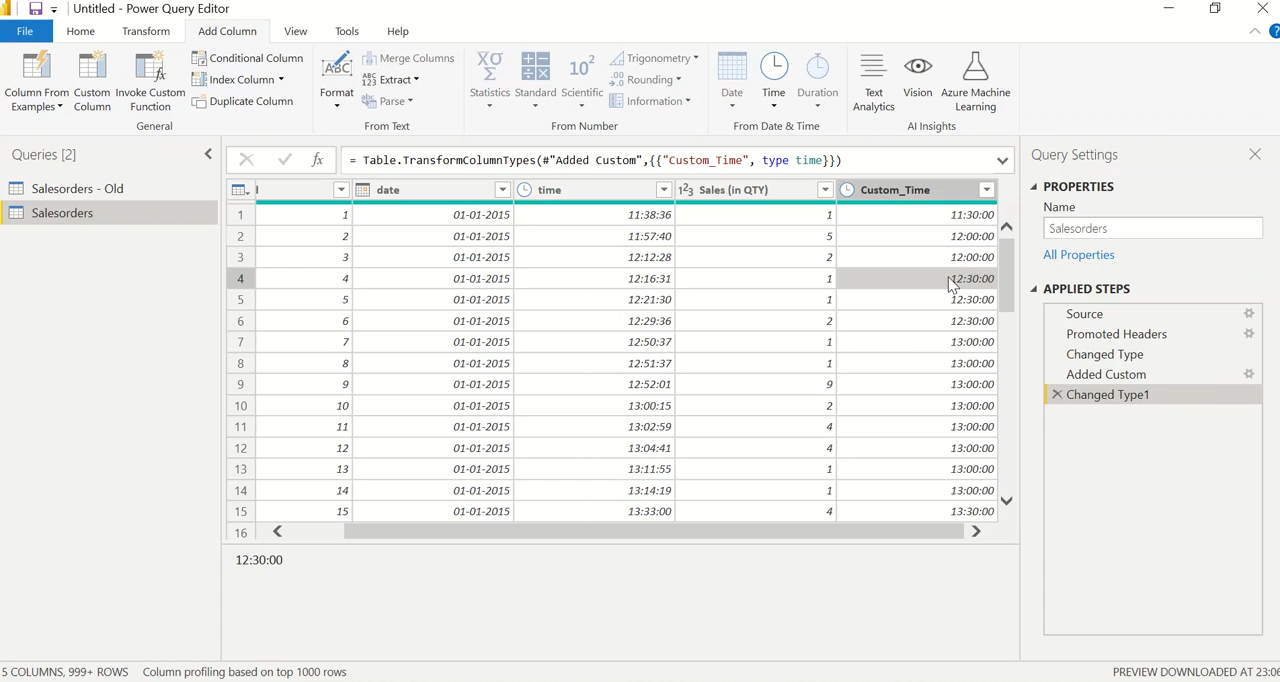 Untitled - Power Query Editor
File Home Transform Add Column View Tools Help
Column From Examples
Custom Column
Invoke Custom Function
Conditional Column
Index Column
Duplicate Column
General
Format
Merge Columns
Extract
Parse
From Text
Statistics
Standard
Scientific
Trigonometry
Rounding
Information
From Number
Date
Time
Duration
From Date & Time
Text Analytics
Vision
Azure Machine Learning
AI Insights
Queries [2]
Salesorders - Old
Salesorders
fx = Table.TransformColumnTypes(#"Added Custom",{{"Custom_Time", type time}})
date time Sales (in QTY) Custom_Time
1 1 01-01-2015 11:38:36 1 11:30:00
2 2 01-01-2015 11:57:40 5 12:00:00
3 3 01-01-2015 12:12:28 2 12:00:00
4 4 01-01-2015 12:16:31 1 12:30:00
5 5 01-01-2015 12:21:30 1 12:30:00
6 6 01-01-2015 12:29:36 2 12:30:00
7 7 01-01-2015 12:50:37 1 13:00:00
8 8 01-01-2015 12:51:37 1 13:00:00
9 9 01-01-2015 12:52:01 9 13:00:00
10 10 01-01-2015 13:00:15 2 13:00:00
11 11 01-01-2015 13:02:59 4 13:00:00
12 12 01-01-2015 13:04:41 4 13:00:00
13 13 01-01-2015 13:11:55 1 13:00:00
14 14 01-01-2015 13:14:19 1 13:00:00
15 15 01-01-2015 13:33:00 4 13:30:00
16
12:30:00
Query Settings
PROPERTIES
Name
Salesorders
All Properties
APPLIED STEPS
Source
Promoted Headers
Changed Type
Added Custom
Changed Type1
5 COLUMNS, 999+ ROWS Column profiling based on top 1000 rows
PREVIEW DOWNLOADED AT 23:06